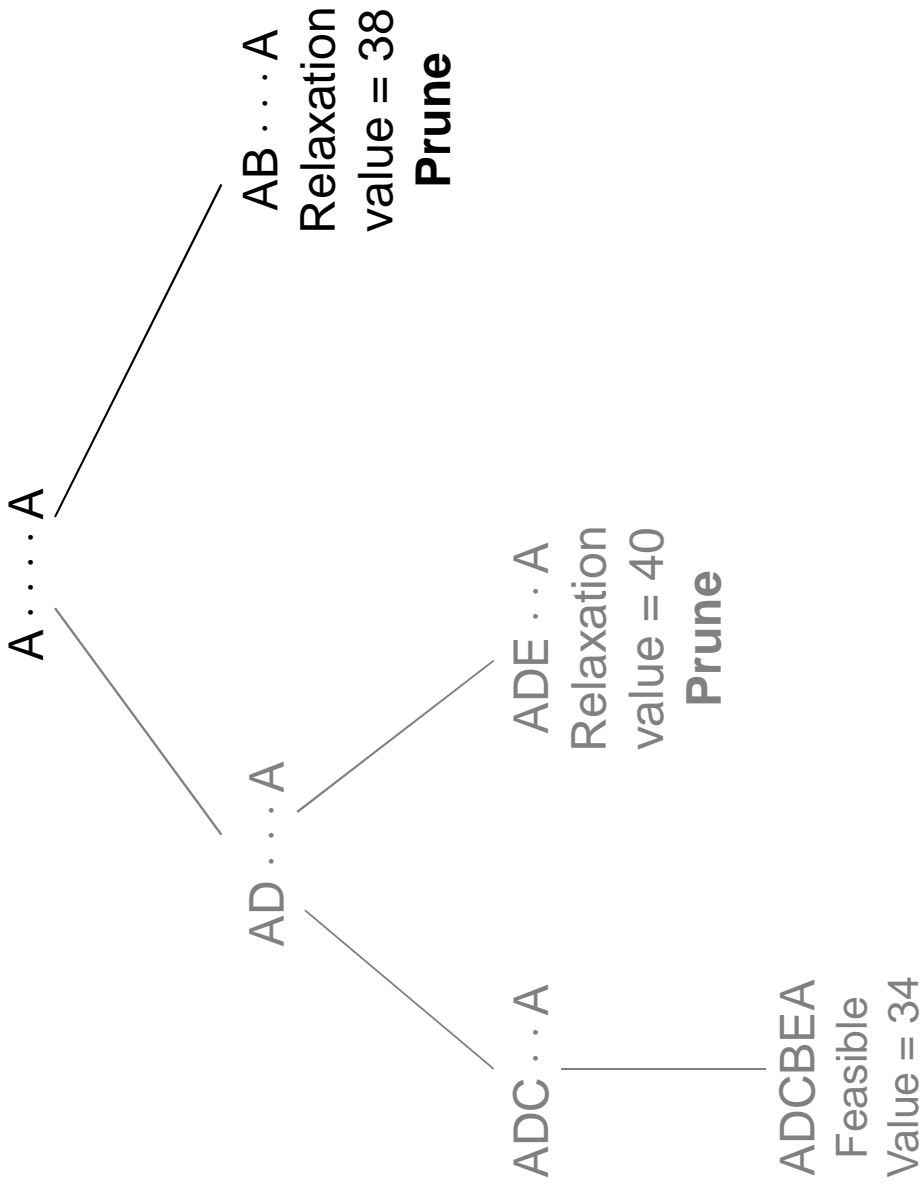 A · · · · A
AD · · · A
AB · · · A
Relaxation
value = 38
Prune
ADC · · A
ADE · · A
Relaxation
value = 40
Prune
ADCBEA
Feasible
Value = 34